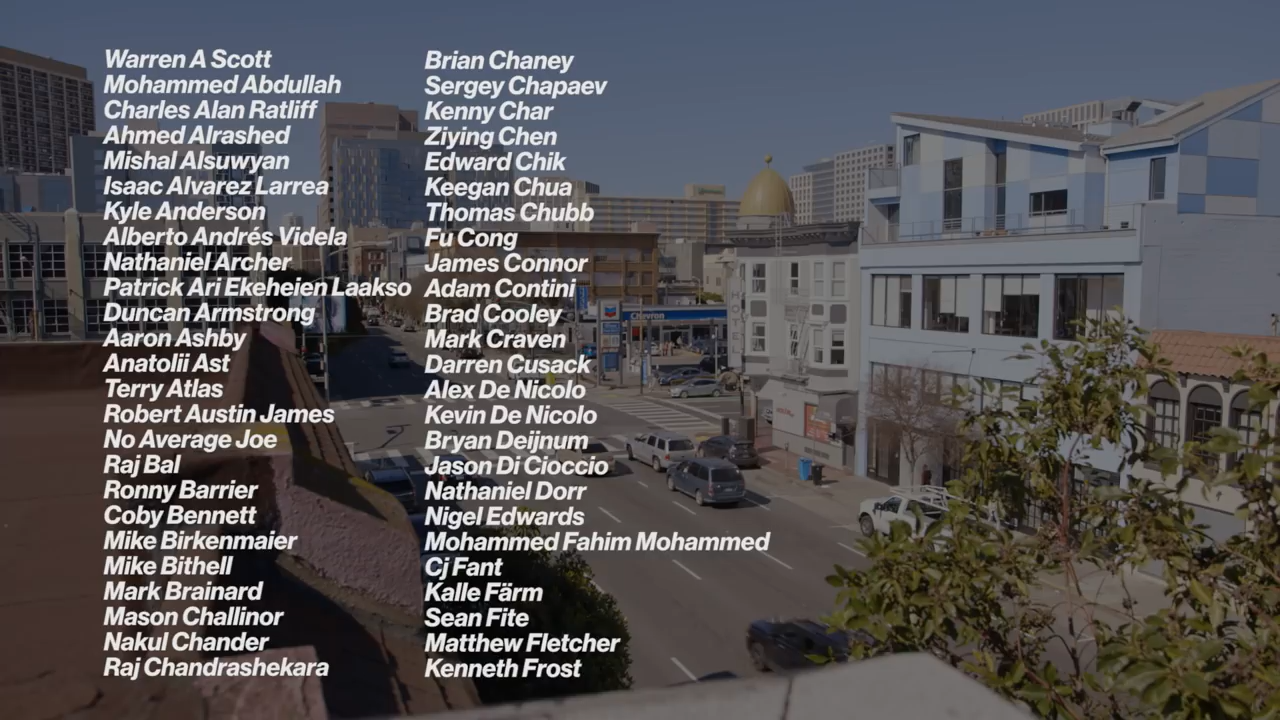 Warren A Scott
Mohammed Abdullah
Charles Alan Ratliff
Ahmed Alrashed
Mishal Alsuwyan
Isaac Alvarez Larrea
Kyle Anderson
Alberto Andrés Videla
Nathaniel Archer
Patrick Ari Ekeheien Laakso
Duncan Armstrong
Aaron Ashby
Anatolii Ast
Terry Atlas
Robert Austin James
No Average Joe
Raj Bal
Ronny Barrier
Coby Bennett
Mike Birkenmaier
Mike Bithell
Mark Brainard
Mason Challinor
Nakul Chander
Raj Chandrashekara
Brian Chaney
Sergey Chapaev
Kenny Char
Ziying Chen
Edward Chik
Keegan Chua
Thomas Chubb
Fu Cong
James Connor
Adam Contini
Brad Cooley
Mark Craven
Darren Cusack
Alex De Nicolo
Kevin De Nicolo
Bryan Deijnum
Jason Di Cioccio
Nathaniel Dorr
Nigel Edwards
Mohammed Fahim Mohammed
Cj Fant
Kalle Färm
Sean Fite
Matthew Fletcher
Kenneth Frost
Chevron